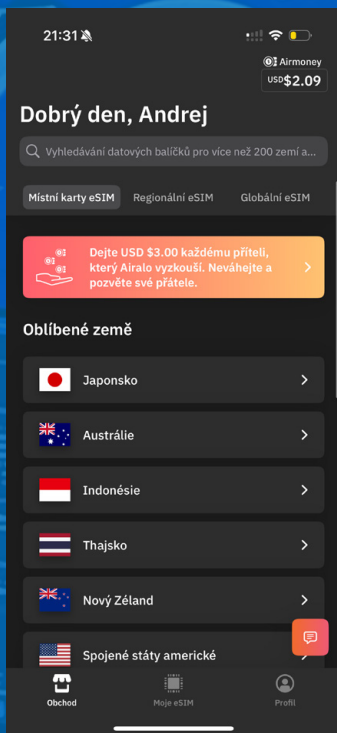 21:31
Airmoney
USD$2.09
Dobrý den, Andrej
Vyhledávání datových balíčků pro více než 200 zemí a...
Místní karty eSIM
Regionální eSIM
Globální eSIM
Dejte USD $3.00 každému příteli,
který Airalo vyzkouší. Neváhejte a
pozvěte své přátele.
Oblíbené země
Japonsko
Austrálie
Indonésie
Thajsko
Nový Zéland
Spojené státy americké
Obchod
Moje eSIM
Profil